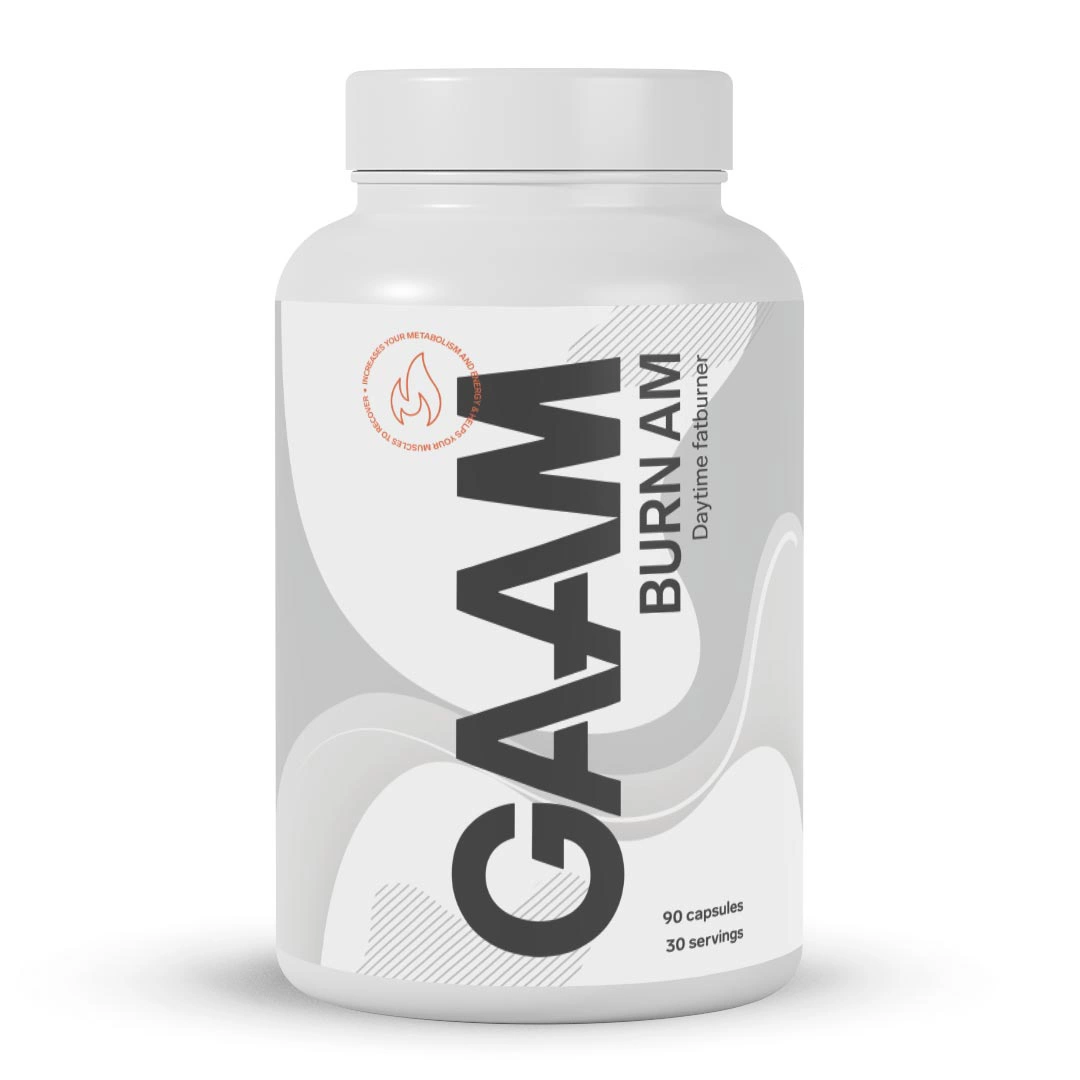 INCREASES YOUR METABOLISM AND ENERGY & HELPS YOUR MUSCLES TO RECOVER •
GAAM
BURN AM
Daytime fatburner
90 capsules
30 servings